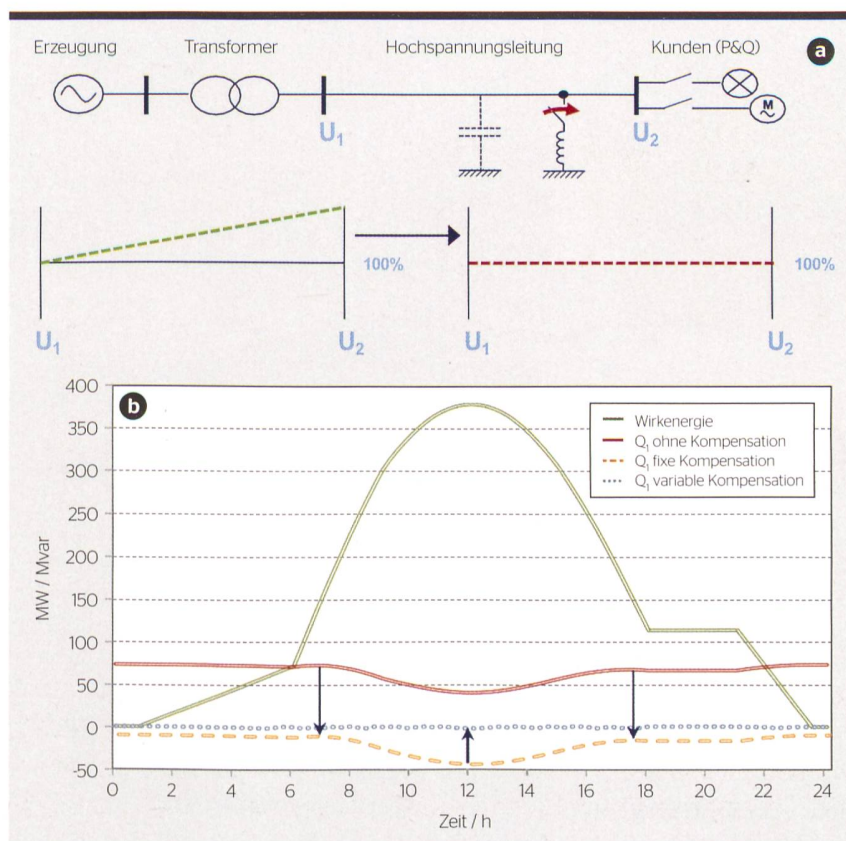 Erzeugung Transformer Hochspannungsleitung Kunden (P&Q) a
M
U₁ U₂
100% 100%
U₁ U₂ U₁ U₂
b
400
350
300
250
200
150
100
50
0
-50
MW / Mvar
Wirkenergie
Q₁ ohne Kompensation
Q₁ fixe Kompensation
Q₁ variable Kompensation
0 2 4 6 8 10 12 14 16 18 20 22 24
Zeit / h